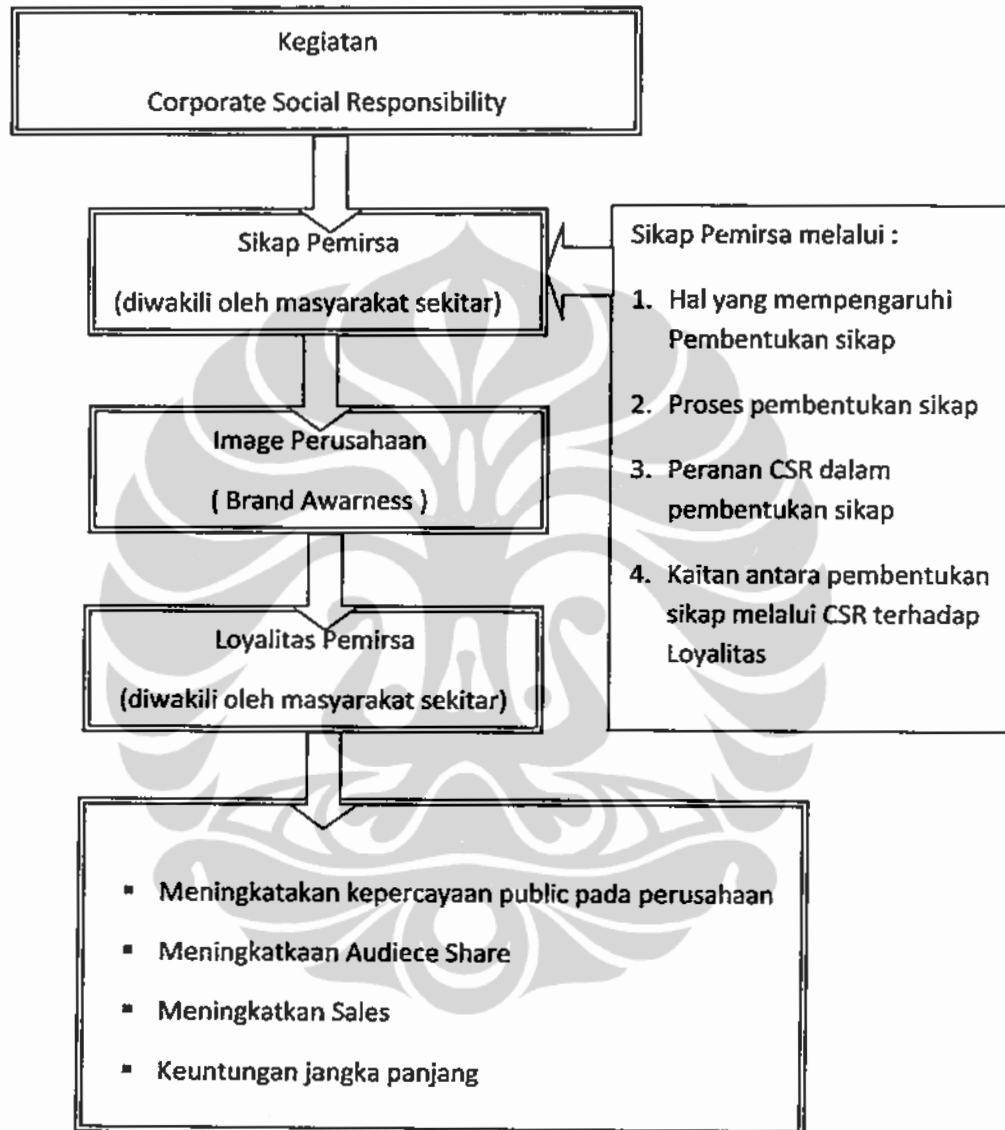 Kegiatan
Corporate Social Responsibility
Sikap Pemirsa
(diwakili oleh masyarakat sekitar)
Sikap Pemirsa melalui :
1. Hal yang mempengaruhi
Pembentukan sikap
2. Proses pembentukan sikap
3. Peranan CSR dalam
pembentukan sikap
4. Kaitan antara pembentukan
sikap melalui CSR terhadap
Loyalitas
Image Perusahaan
( Brand Awarness )
Loyalitas Pemirsa
(diwakili oleh masyarakat sekitar)
▪ Meningkatakan kepercayaan public pada perusahaan
▪ Meningkatkaan Audiece Share
▪ Meningkatkan Sales
▪ Keuntungan jangka panjang